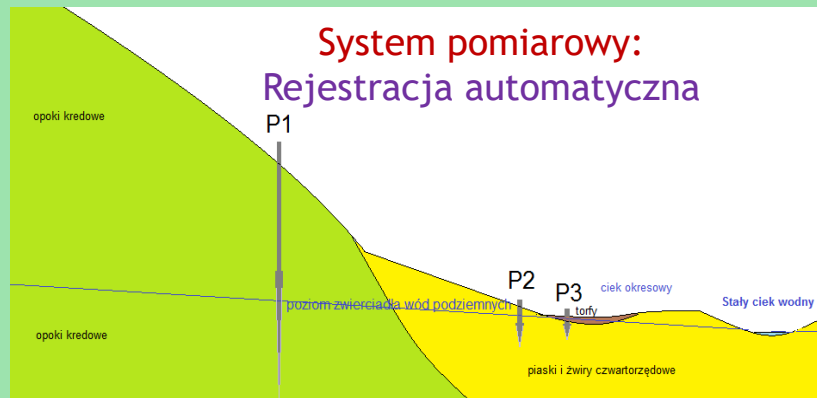 System pomiarowy:
Rejestracja automatyczna
opoki kredowe
P1
poziom zwierciadła wód podziemnych
P2
P3
ciek okresowy
torfy
Stały ciek wodny
opoki kredowe
piaski i żwiry czwartorzędowe